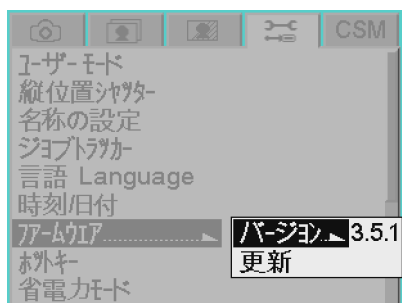 CSM
ユーザーモード
縦位置シャッター
名称の設定
ジョブトラッカー
言語 Language
時刻/日付
ファームウエア.................. バージョン.. 3.5.1
ホットキー 更新
省電力モード